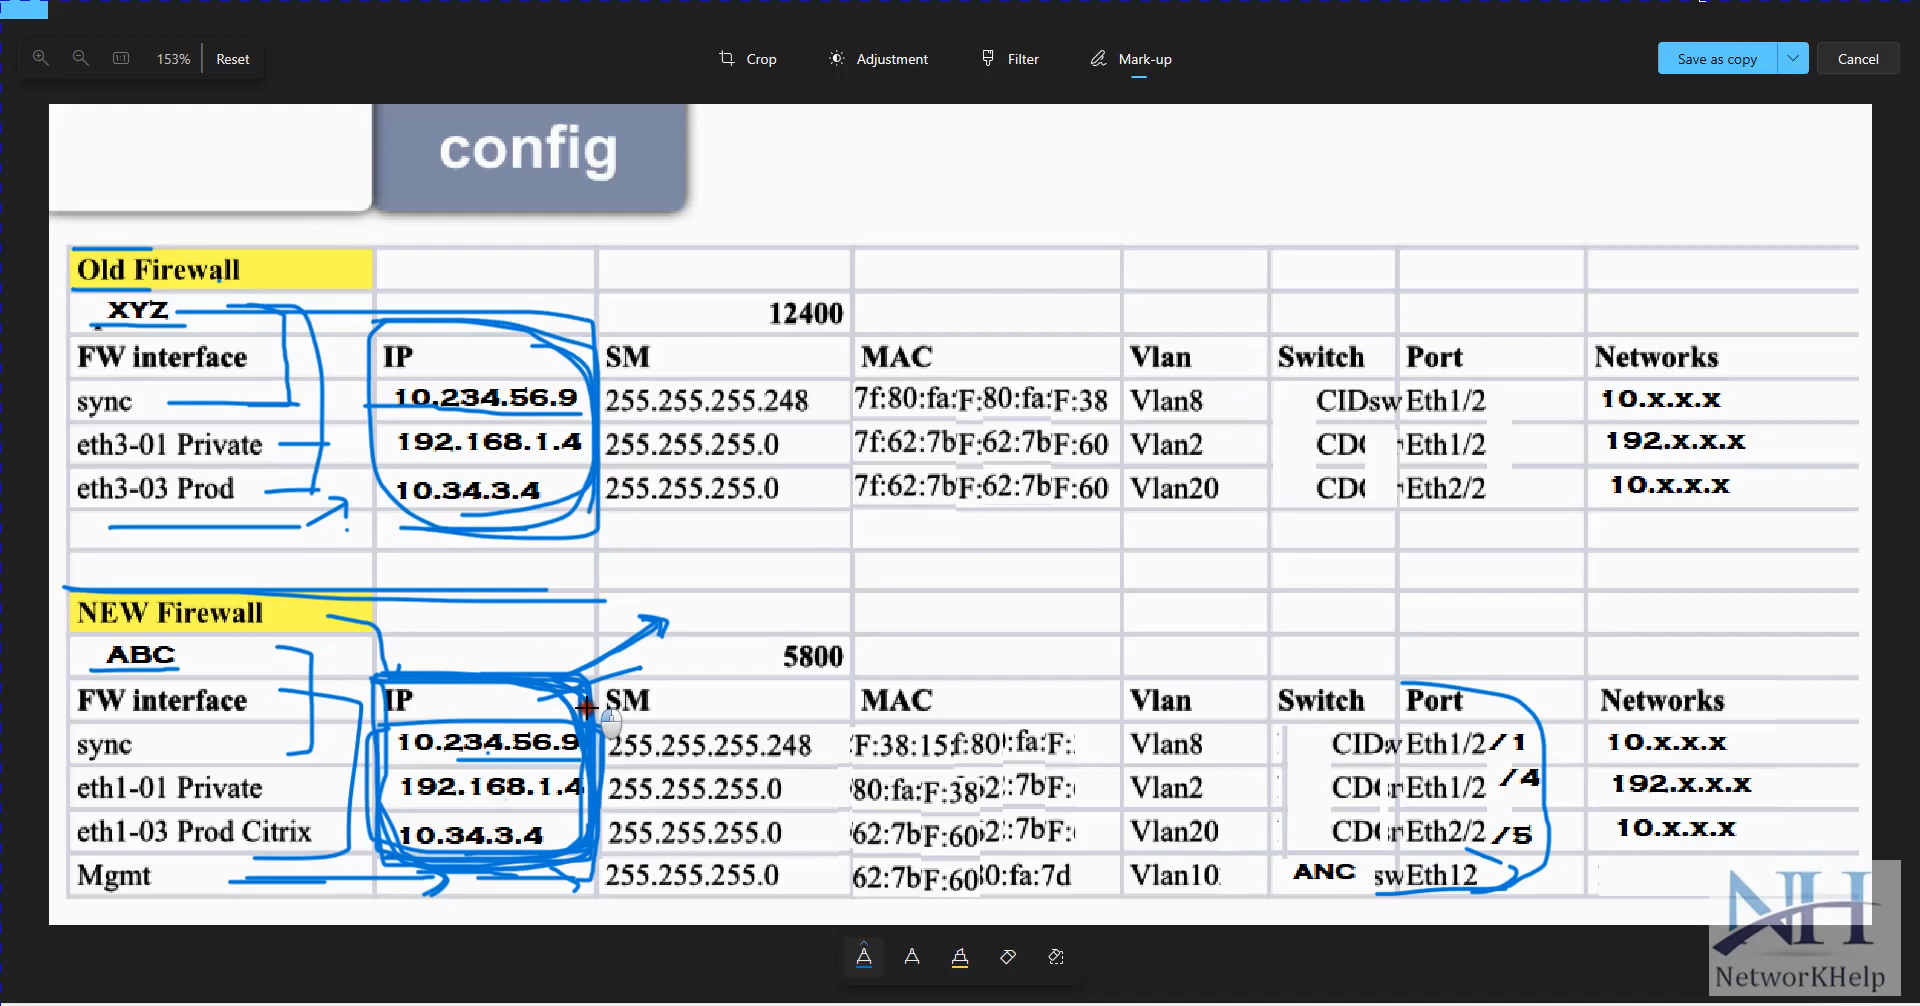 153% Reset Crop Adjustment Filter Mark-up Save as copy Cancel
config
Old Firewall
XYZ 12400
FW interface IP SM MAC Vlan Switch Port Networks
sync 10.234.56.9 255.255.255.248 7f:80:fa:F:80:fa:F:38 Vlan8 CIDsw Eth1/2 10.x.x.x
eth3-01 Private 192.168.1.4 255.255.255.0 7f:62:7bF:62:7bF:60 Vlan2 Eth1/2 192.x.x.x
eth3-03 Prod 10.34.3.4 255.255.255.0 7f:62:7bF:62:7bF:60 Vlan20 Eth2/2 10.x.x.x
NEW Firewall
ABC 5800
FW interface IP SM MAC Vlan Switch Port Networks
sync 10.234.56.9 255.255.255.248 Vlan8 Eth1/2/1 10.x.x.x
eth1-01 Private 192.168.1.4 255.255.255.0 Vlan2 Eth1/2 /4 192.x.x.x
eth1-03 Prod Citrix 10.34.3.4 255.255.255.0 Vlan20 Eth2/2 /5 10.x.x.x
Mgmt 255.255.255.0 Vlan10 ANC sw Eth12
NH
NetworKHelp